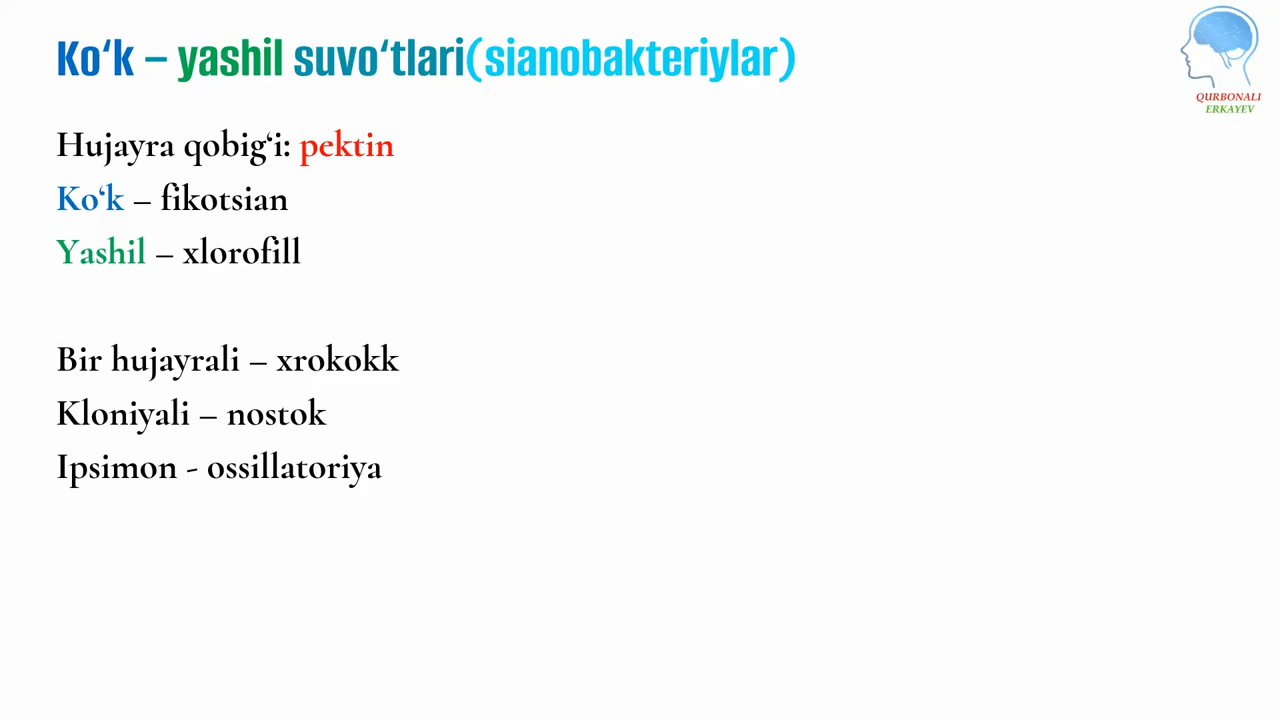 Ko‘k – yashil suvo‘tlari(sianobakteriylar)
QURBONALI
ERKAYEV
Hujayra qobig‘i: pektin
Ko‘k – fikotsian
Yashil – xlorofill
Bir hujayrali – xrokokk
Kloniyali – nostok
Ipsimon - ossillatoriya